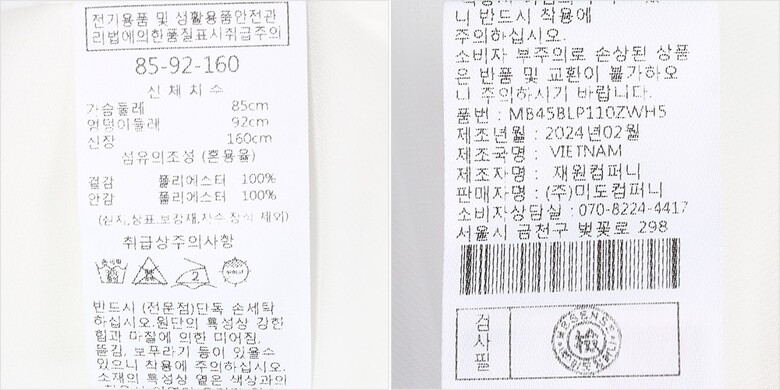 전기용품 및 생활용품안전관
리법에의한품질표시취급주의
85-92-160
신 체 치 수
가슴둘레 85cm
엉덩이둘레 92cm
신장 160cm
섬유의조성 (혼용율)
겉감 폴리에스터 100%
안감 폴리에스터 100%
(심지,상표,보강재,자수,장식 제외)
취급상주의사항
반드시 (전문점)단독 손세탁
하십시오.원단의 특성상 강한
힘과 마찰에 의한 미어짐,
뜯김, 보푸라기 등이 있을수
있으니 착용에 주의하십시오.
소재의 특성상 옅은 색상과의
니 반드시 착용에
주의하십시오.
소비자 부주의로 손상된 상품
은 반품 및 교환이 불가하오
니 주의하시기 바랍니다.
품번 : MB45BLP110ZWH5
제조년월 : 2024년02월
제조국명 : VIETNAM
제조자명 : 재원컴퍼니
판매자명 : (주)미도컴퍼니
소비자상담실 : 070-8224-4417
서울시 금천구 벚꽃로 298
검사필